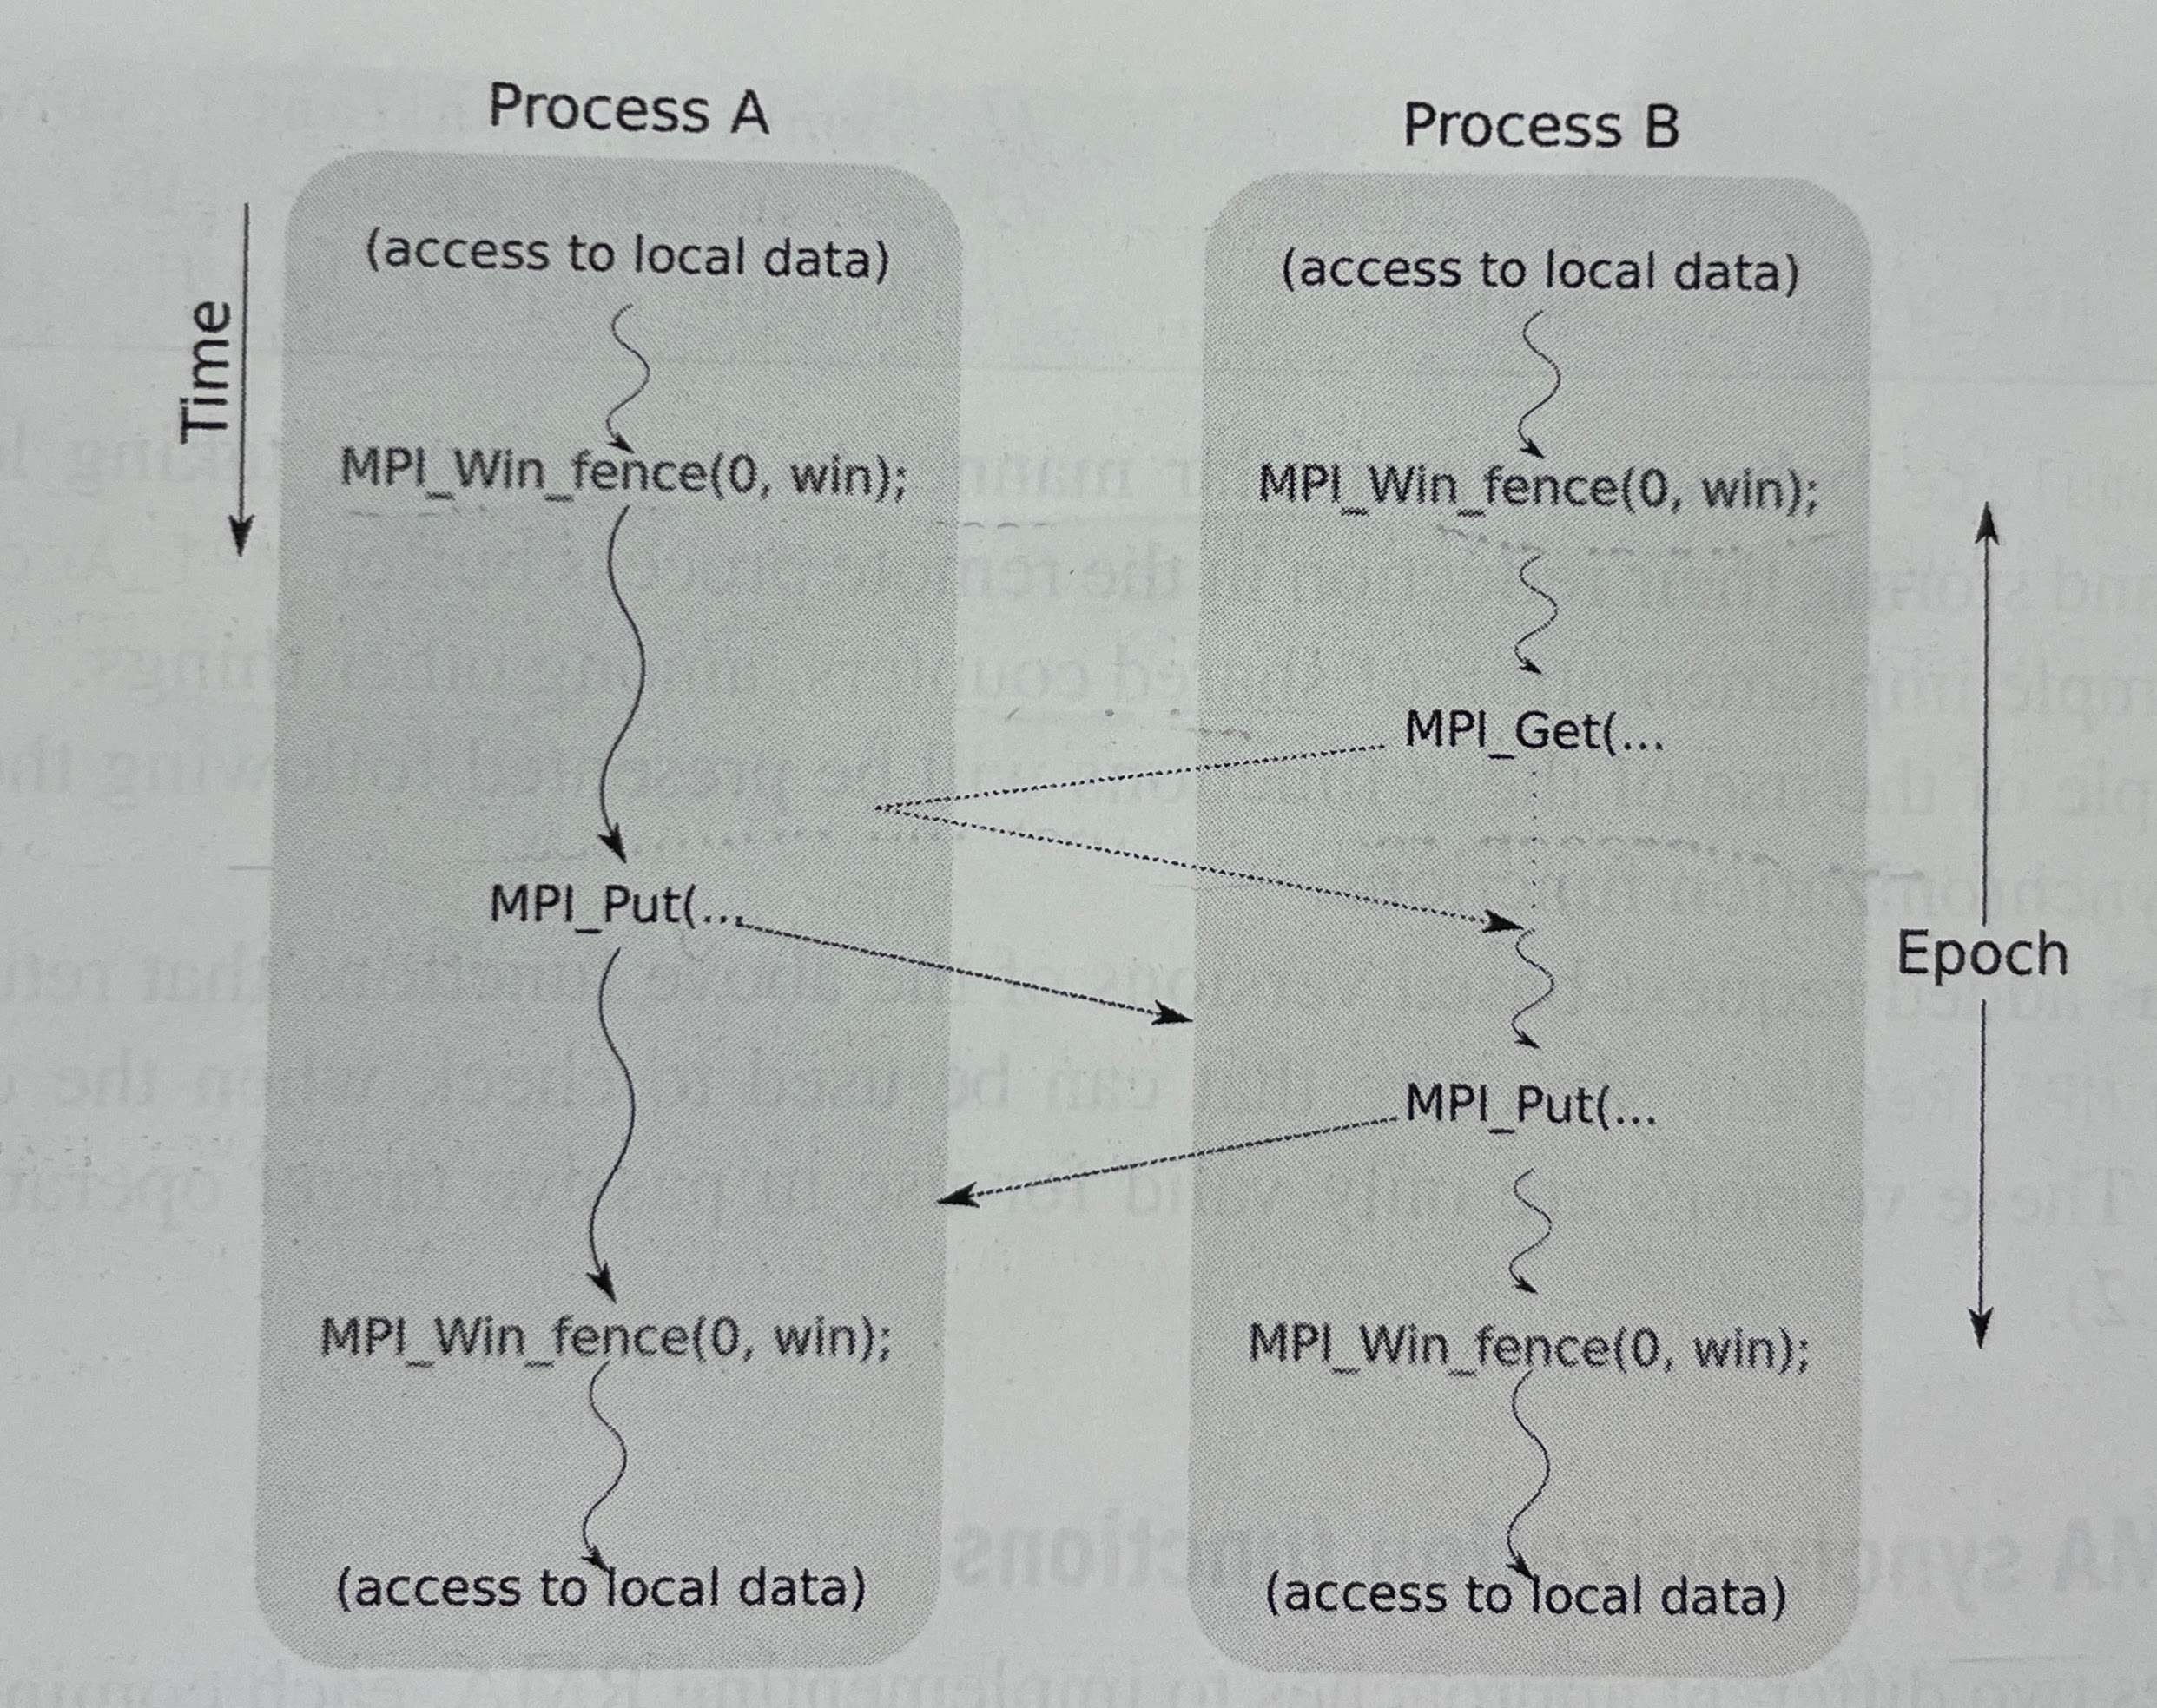 Process A
Process B
Time
(access to local data)
(access to local data)
MPI_Win_fence(0, win);
MPI_Win_fence(0, win);
MPI_Get(...
MPI_Put(...
Epoch
MPI_Put(...
MPI_Win_fence(0, win);
MPI_Win_fence(0, win);
(access to local data)
(access to local data)